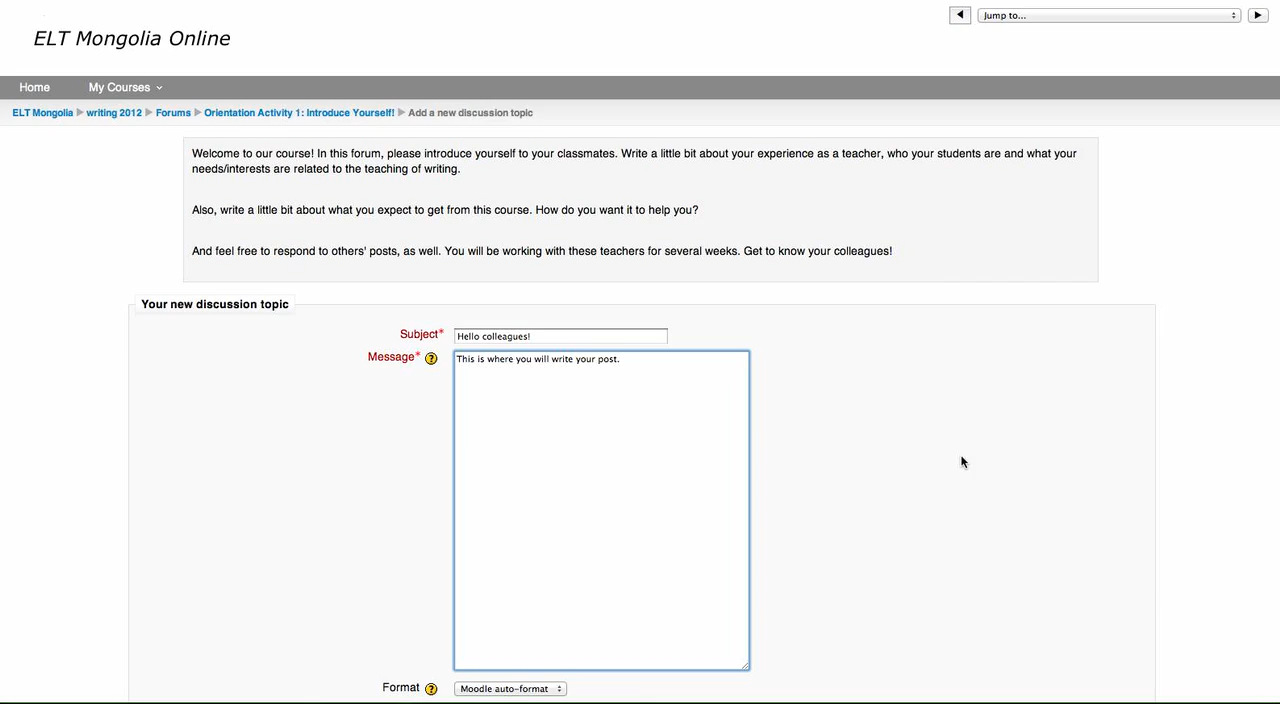 Jump to...
ELT Mongolia Online
Home My Courses
ELT Mongolia writing 2012 Forums Orientation Activity 1: Introduce Yourself! Add a new discussion topic
Welcome to our course! In this forum, please introduce yourself to your classmates. Write a little bit about your experience as a teacher, who your students are and what your
needs/interests are related to the teaching of writing.
Also, write a little bit about what you expect to get from this course. How do you want it to help you?
And feel free to respond to others' posts, as well. You will be working with these teachers for several weeks. Get to know your colleagues!
Your new discussion topic
Subject* Hello colleagues!
Message* ? This is where you will write your post.
Format ? Moodle auto-format